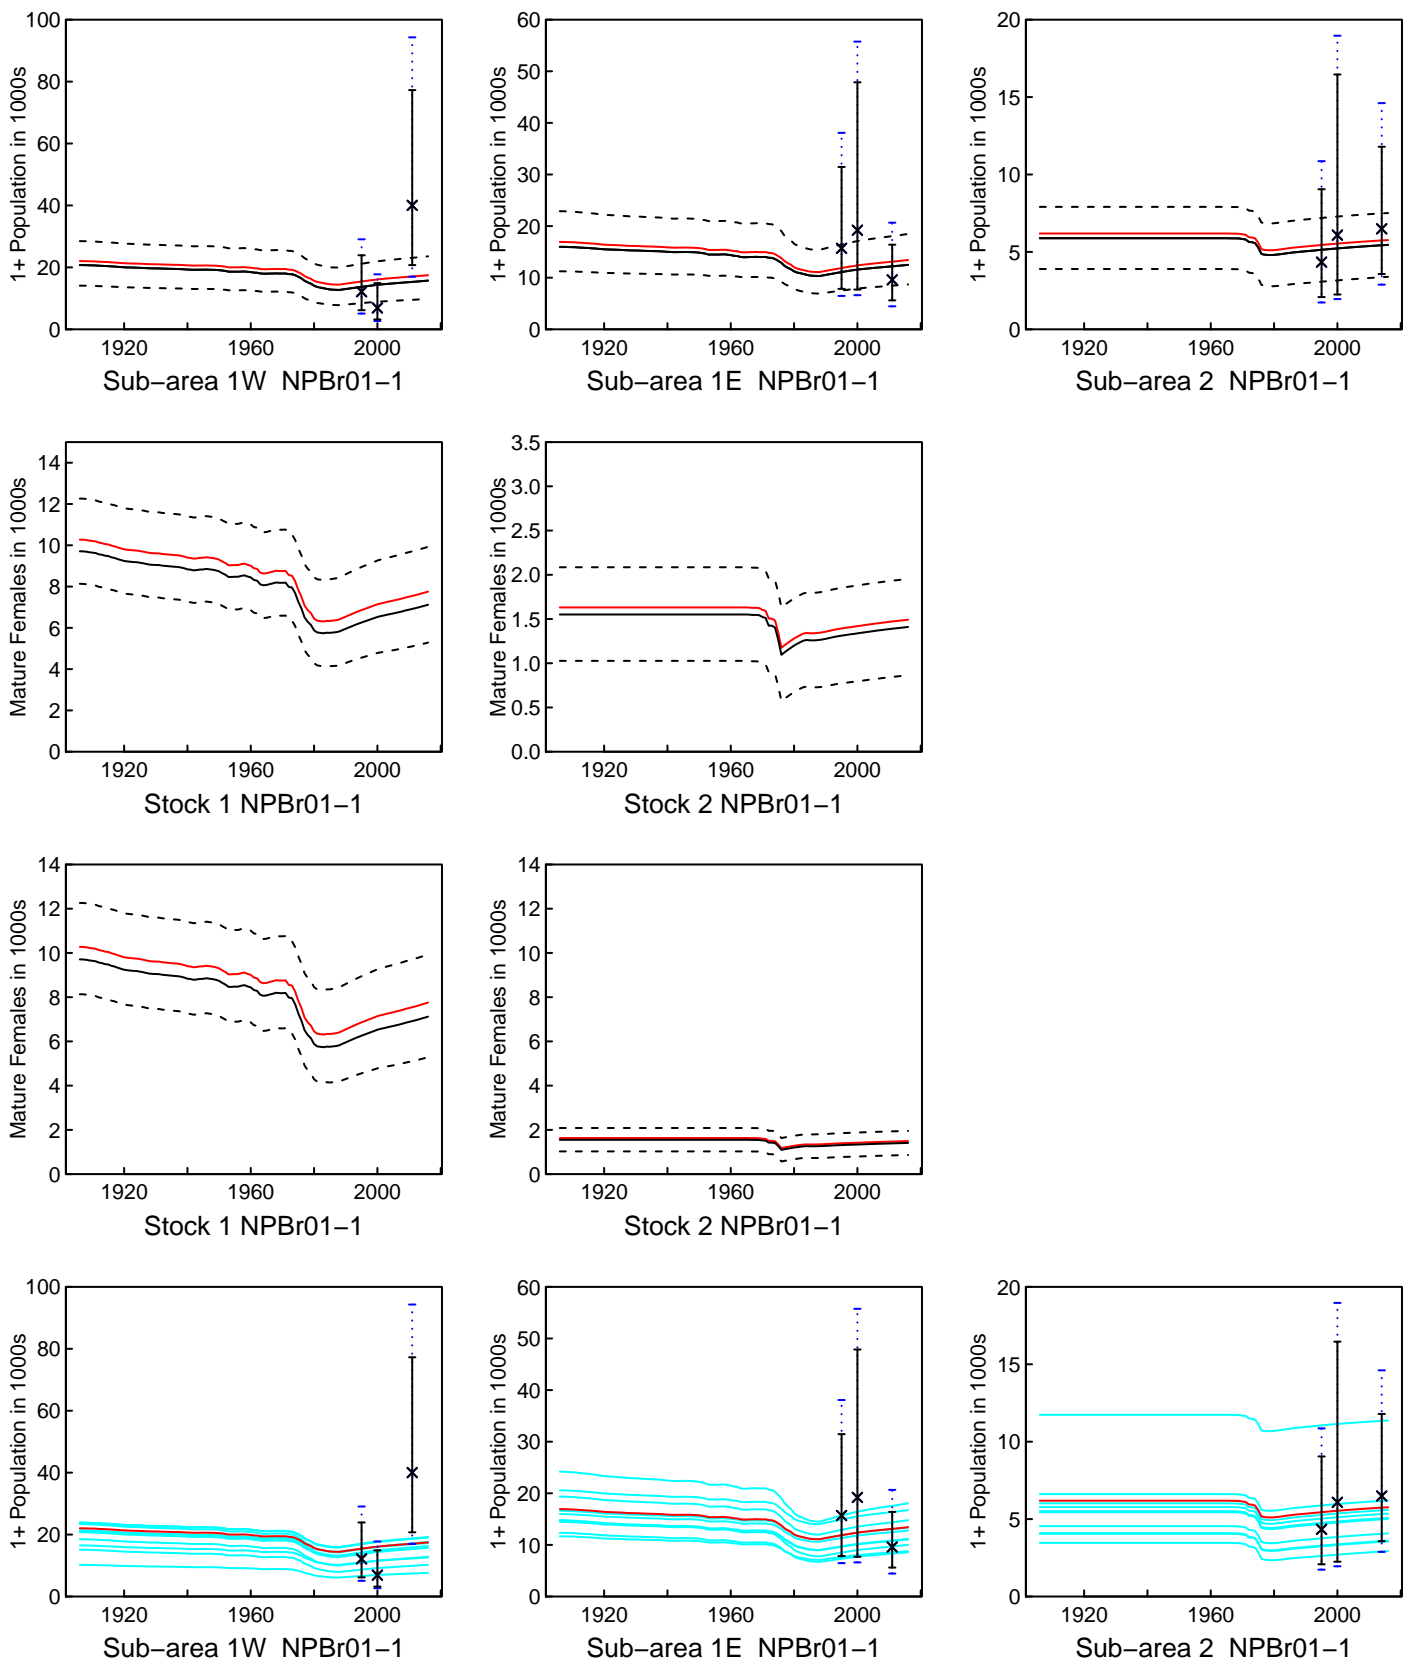 1+ Population in 1000s
0 20 40 60 80 100
1920 1960 2000
Sub−area 1W NPBr01−1
1+ Population in 1000s
0 10 20 30 40 50 60
1920 1960 2000
Sub−area 1E NPBr01−1
1+ Population in 1000s
0 5 10 15 20
1920 1960 2000
Sub−area 2 NPBr01−1
Mature Females in 1000s
0 2 4 6 8 10 12 14
1920 1960 2000
Stock 1 NPBr01−1
Mature Females in 1000s
0.0 0.5 1.0 1.5 2.0 2.5 3.0 3.5
1920 1960 2000
Stock 2 NPBr01−1
Mature Females in 1000s
0 2 4 6 8 10 12 14
1920 1960 2000
Stock 1 NPBr01−1
Mature Females in 1000s
0 2 4 6 8 10 12 14
1920 1960 2000
Stock 2 NPBr01−1
1+ Population in 1000s
0 20 40 60 80 100
1920 1960 2000
Sub−area 1W NPBr01−1
1+ Population in 1000s
0 10 20 30 40 50 60
1920 1960 2000
Sub−area 1E NPBr01−1
1+ Population in 1000s
0 5 10 15 20
1920 1960 2000
Sub−area 2 NPBr01−1